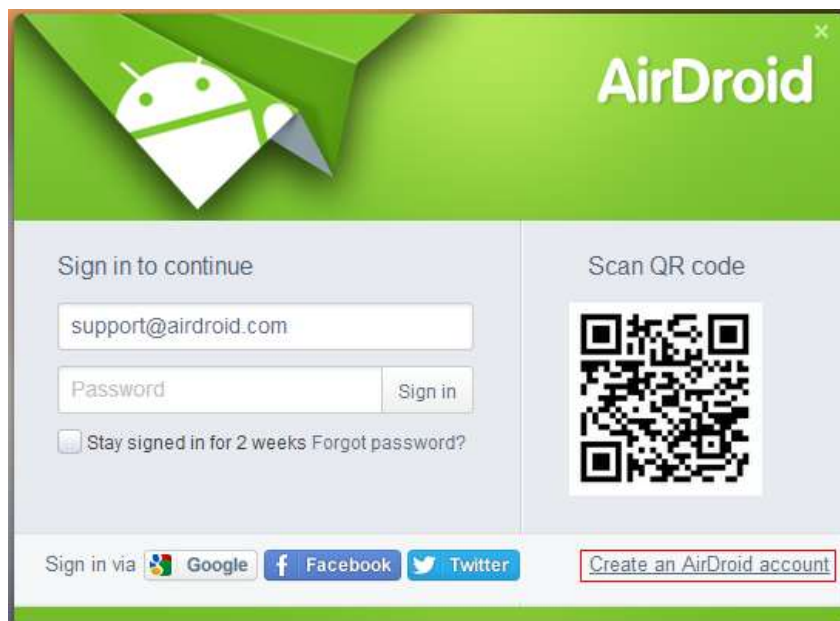 AirDroid
Sign in to continue
support@airdroid.com
Password
Sign in
Stay signed in for 2 weeks Forgot password?
Scan QR code
Sign in via Google Facebook Twitter
Create an AirDroid account